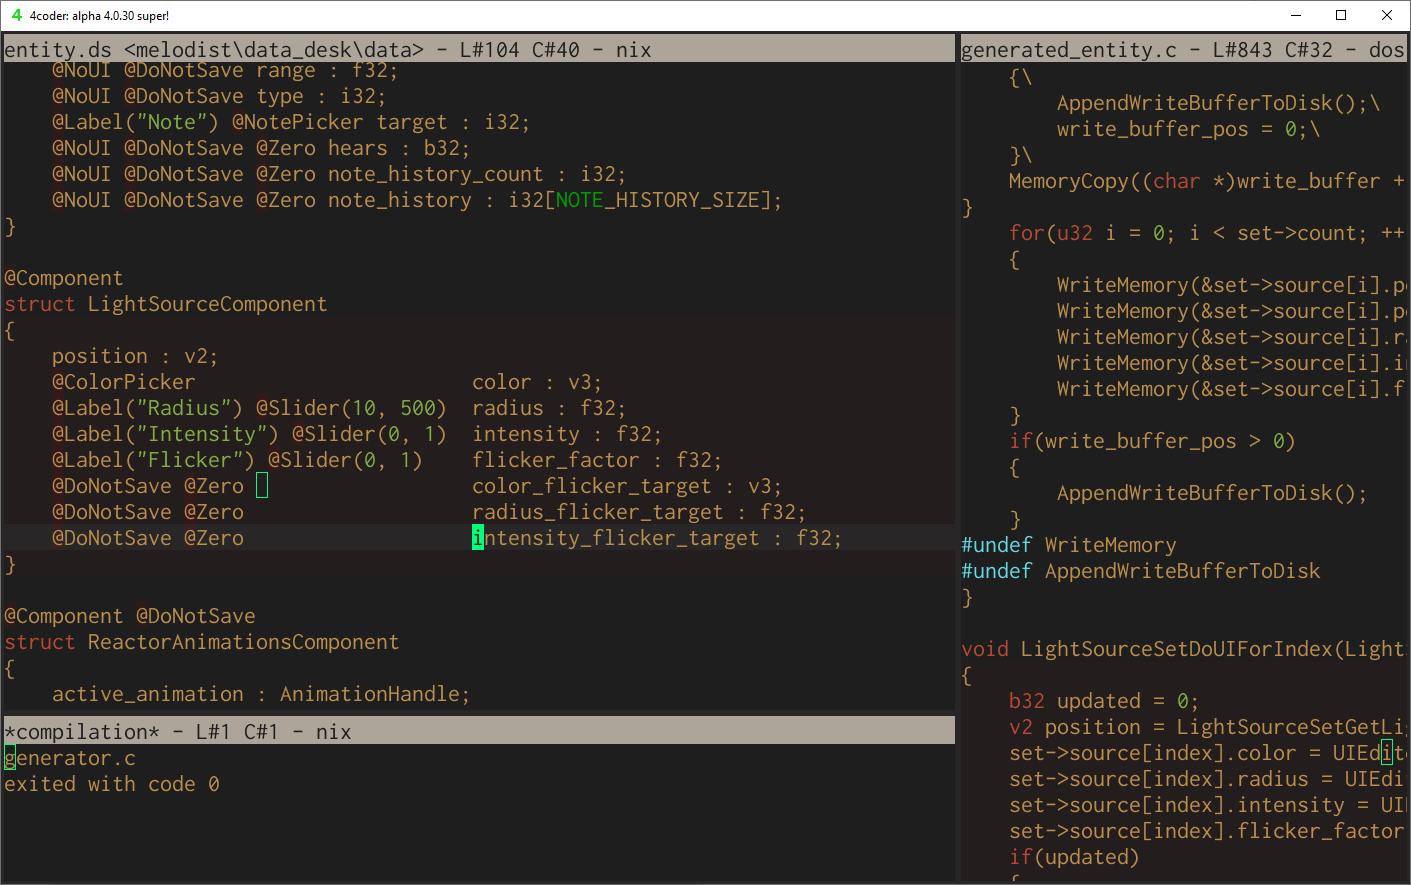 4 4coder: alpha 4.0.30 super!
entity.ds <melodist\data_desk\data> - L#104 C#40 - nix
@NoUI @DoNotSave range : f32;
@NoUI @DoNotSave type : i32;
@Label("Note") @NotePicker target : i32;
@NoUI @DoNotSave @Zero hears : b32;
@NoUI @DoNotSave @Zero note_history_count : i32;
@NoUI @DoNotSave @Zero note_history : i32[NOTE_HISTORY_SIZE];
}
@Component
struct LightSourceComponent
{
position : v2;
@ColorPicker color : v3;
@Label("Radius") @Slider(10, 500) radius : f32;
@Label("Intensity") @Slider(0, 1) intensity : f32;
@Label("Flicker") @Slider(0, 1) flicker_factor : f32;
@DoNotSave @Zero color_flicker_target : v3;
@DoNotSave @Zero radius_flicker_target : f32;
@DoNotSave @Zero intensity_flicker_target : f32;
}
@Component @DoNotSave
struct ReactorAnimationsComponent
{
active_animation : AnimationHandle;
*compilation* - L#1 C#1 - nix
generator.c
exited with code 0
generated_entity.c - L#843 C#32 - dos
{\
AppendWriteBufferToDisk();\
write_buffer_pos = 0;\
}\
MemoryCopy((char *)write_buffer +
}
for(u32 i = 0; i < set->count; ++
{
WriteMemory(&set->source[i].p
WriteMemory(&set->source[i].p
WriteMemory(&set->source[i].r
WriteMemory(&set->source[i].i
WriteMemory(&set->source[i].f
}
if(write_buffer_pos > 0)
{
AppendWriteBufferToDisk();
}
#undef WriteMemory
#undef AppendWriteBufferToDisk
}
void LightSourceSetDoUIForIndex(Light
{
b32 updated = 0;
v2 position = LightSourceSetGetLi
set->source[index].color = UIEdit
set->source[index].radius = UIEdi
set->source[index].intensity = UI
set->source[index].flicker_factor
if(updated)